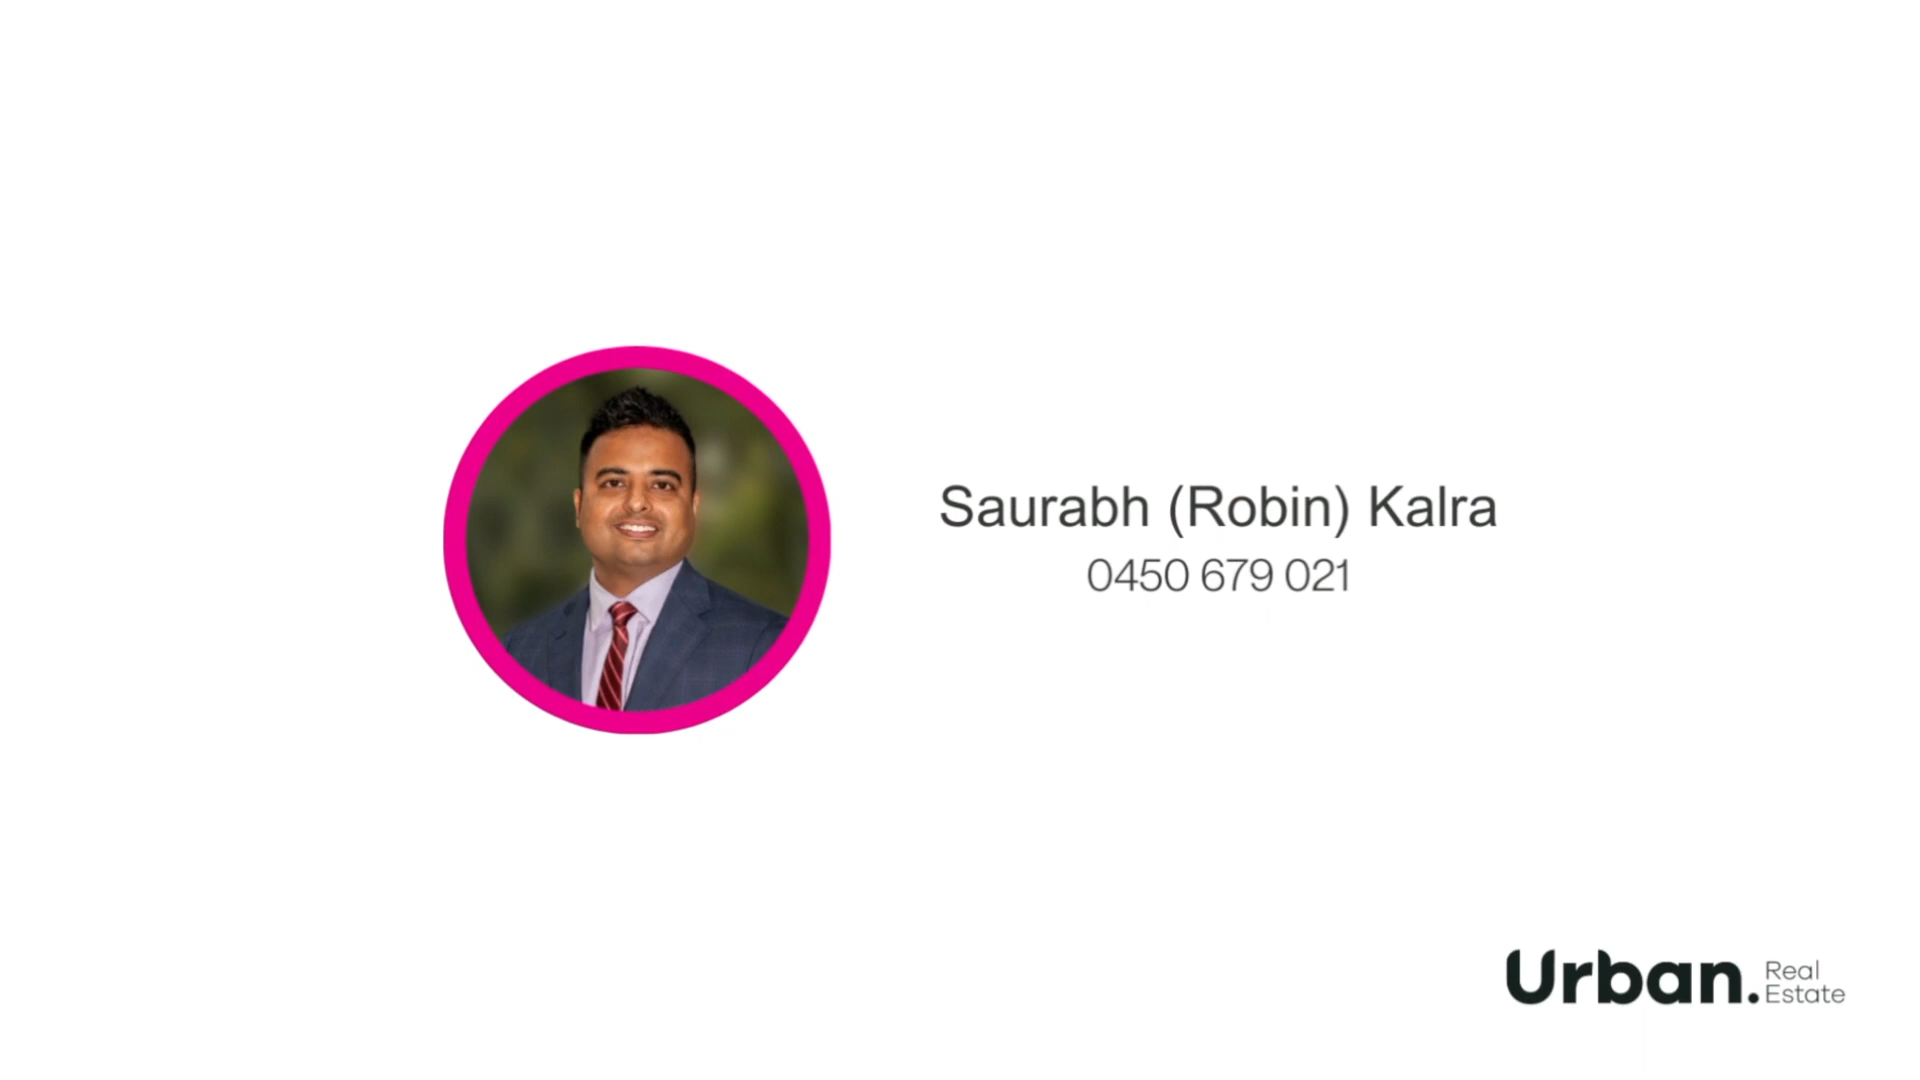 Saurabh (Robin) Kalra
0450 679 021
Urban.
Real
Estate